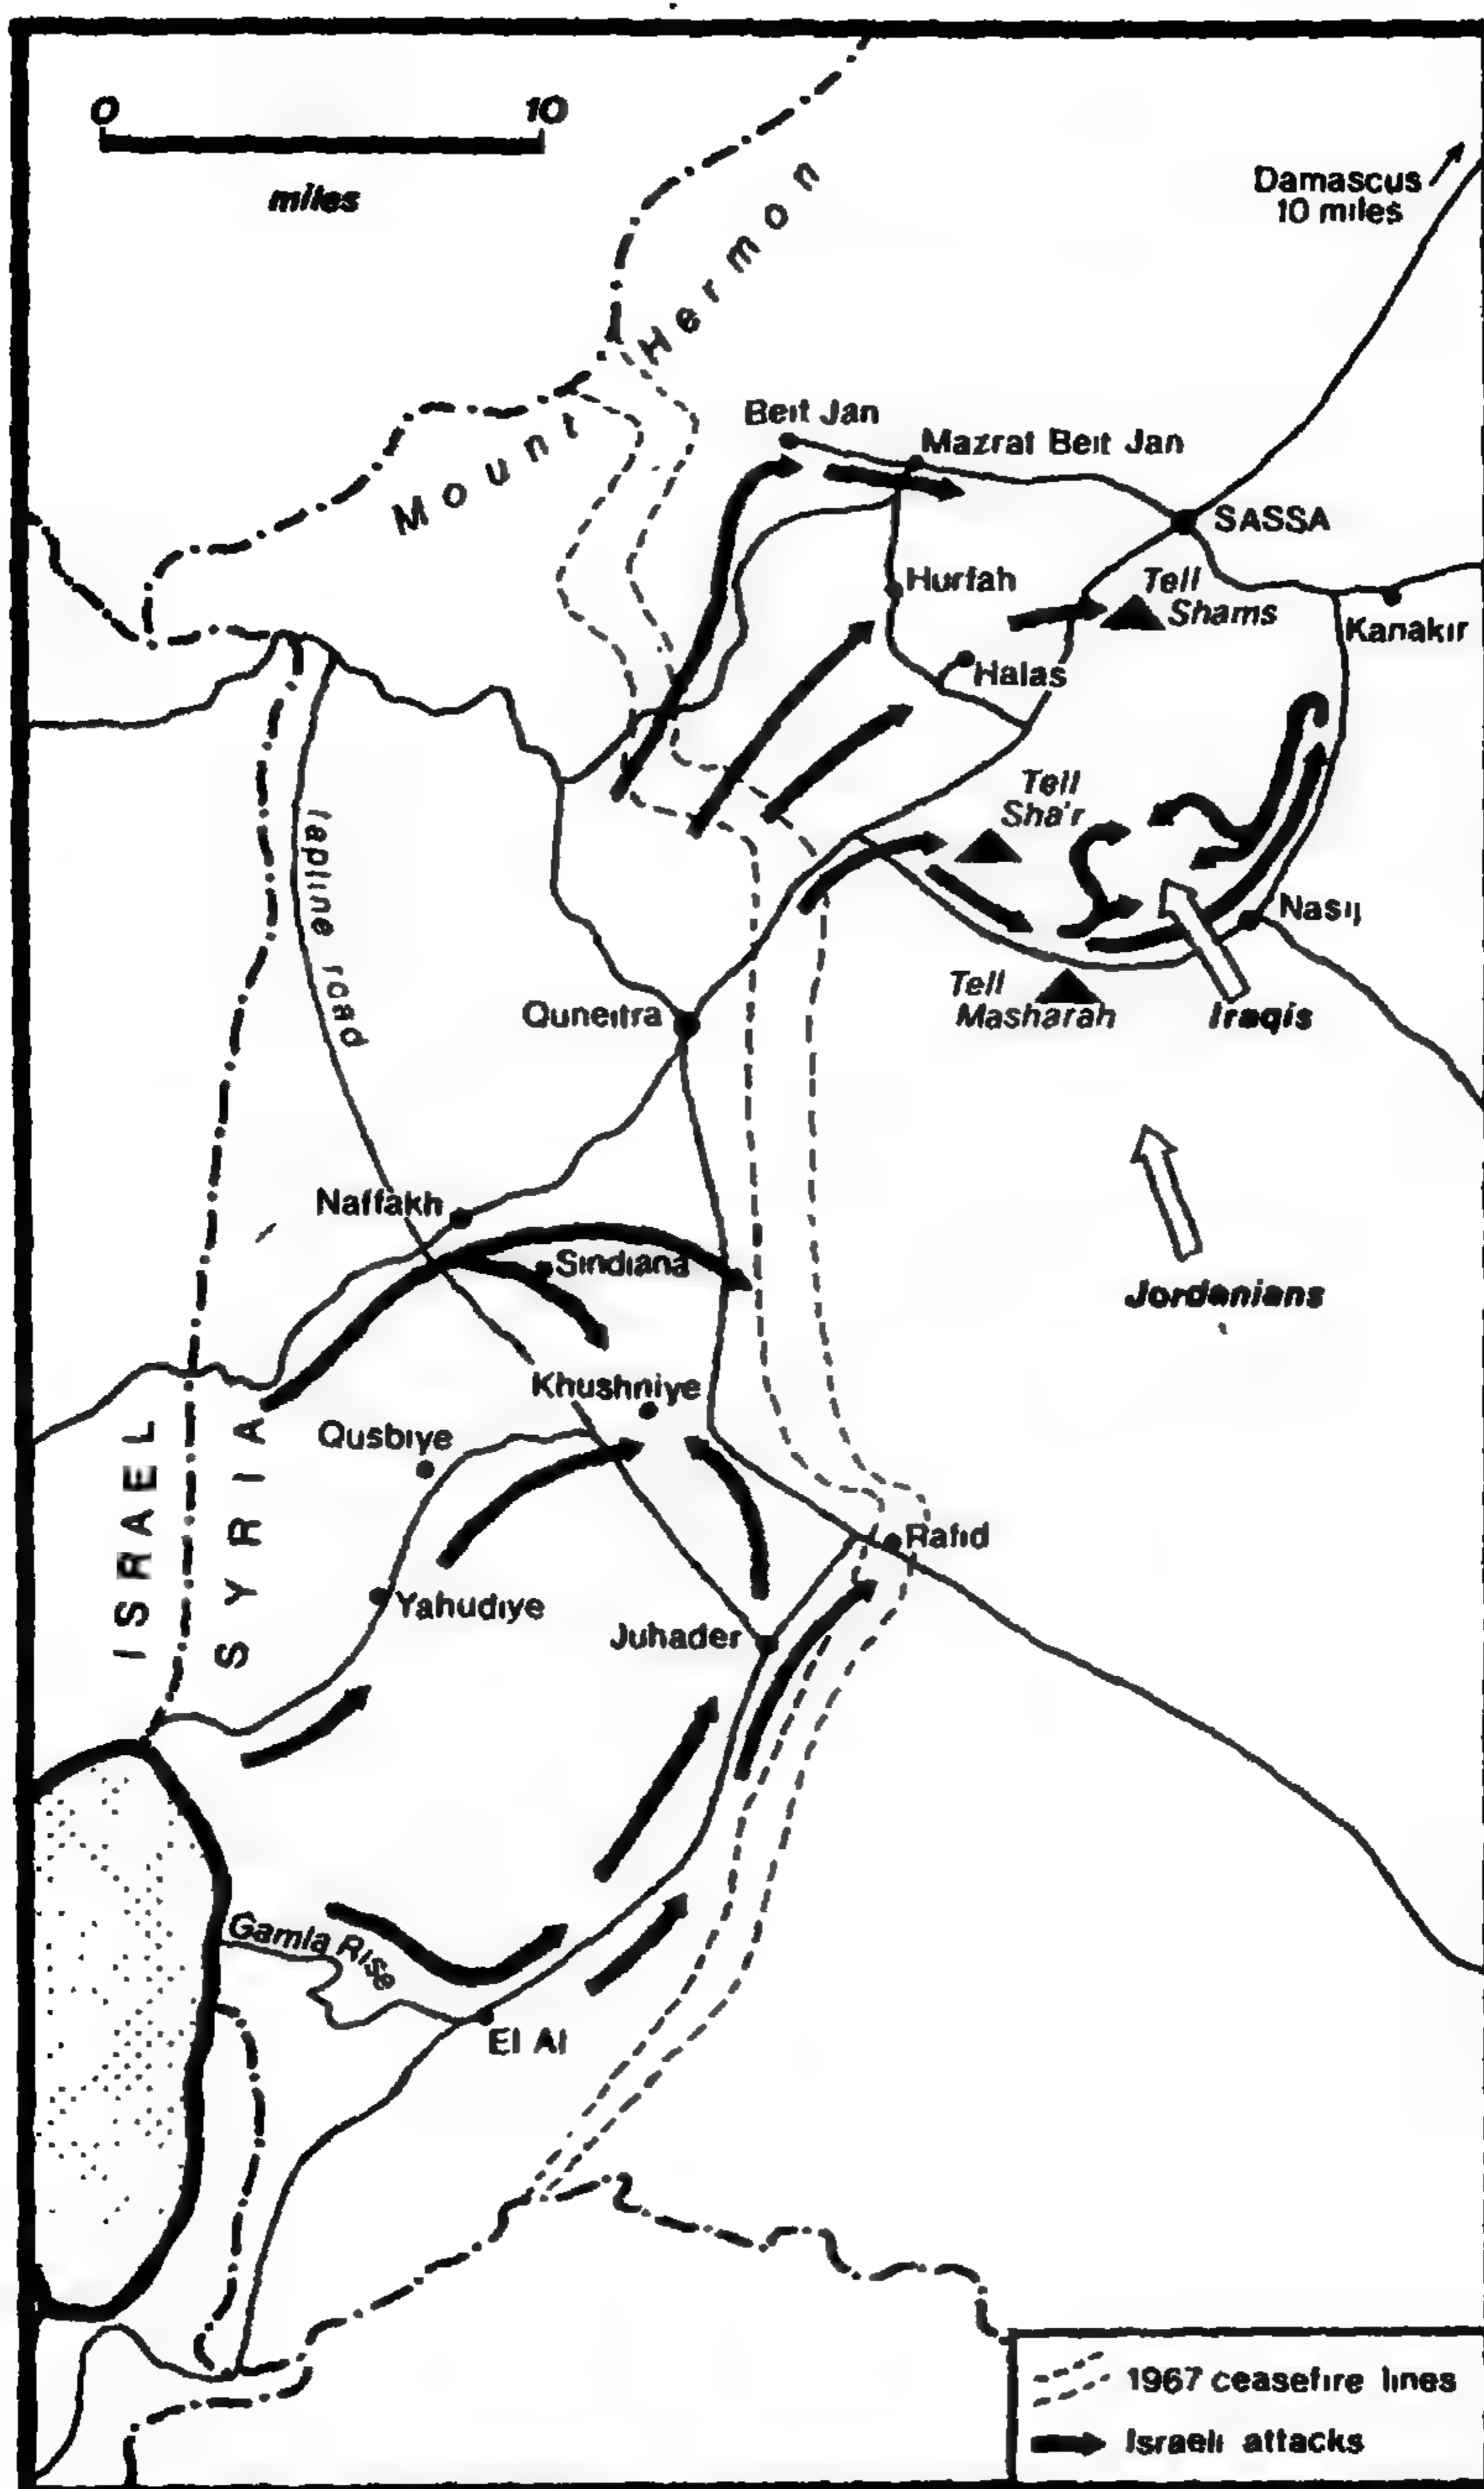 0 10
miles
Damascus
10 miles
Mount Hermon
Beit Jan
Mazrat Beit Jan
SASSA
Hurfah
Tell
Shams
Kanakir
Halas
Tell
Sha'r
Tapline road
Nasij
Quneitra
Tell
Masharah
Iraqis
Naffakh
Sindiana
Jordanians
Khushniye
Qusbiye
ISRAEL
SYRIA
Rafid
Yahudiye
Juhader
Gamla Rise
El Al
1967 ceasefire lines
Israeli attacks